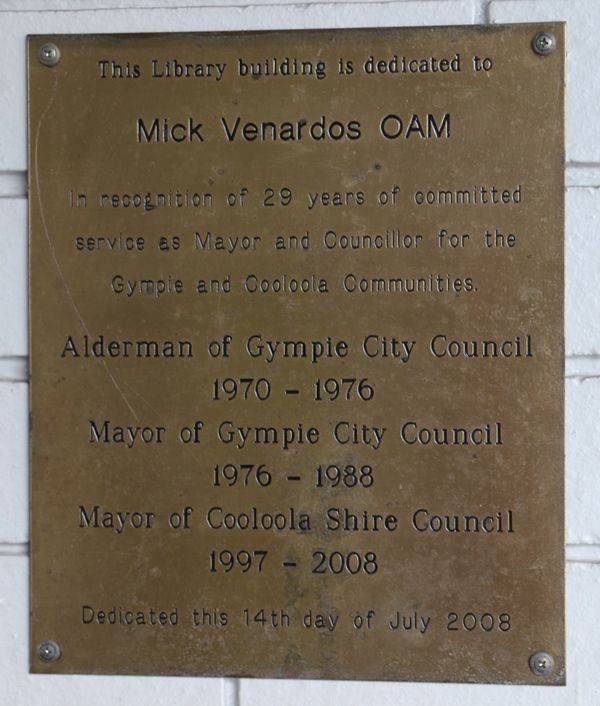 This Library building is dedicated to
Mick Venardos OAM
In recognition of 29 years of committed
service as Mayor and Councillor for the
Gympie and Cooloola Communities.
Alderman of Gympie City Council
1970 - 1976
Mayor of Gympie City Council
1976 - 1988
Mayor of Cooloola Shire Council
1997 - 2008
Dedicated this 14th day of July 2008